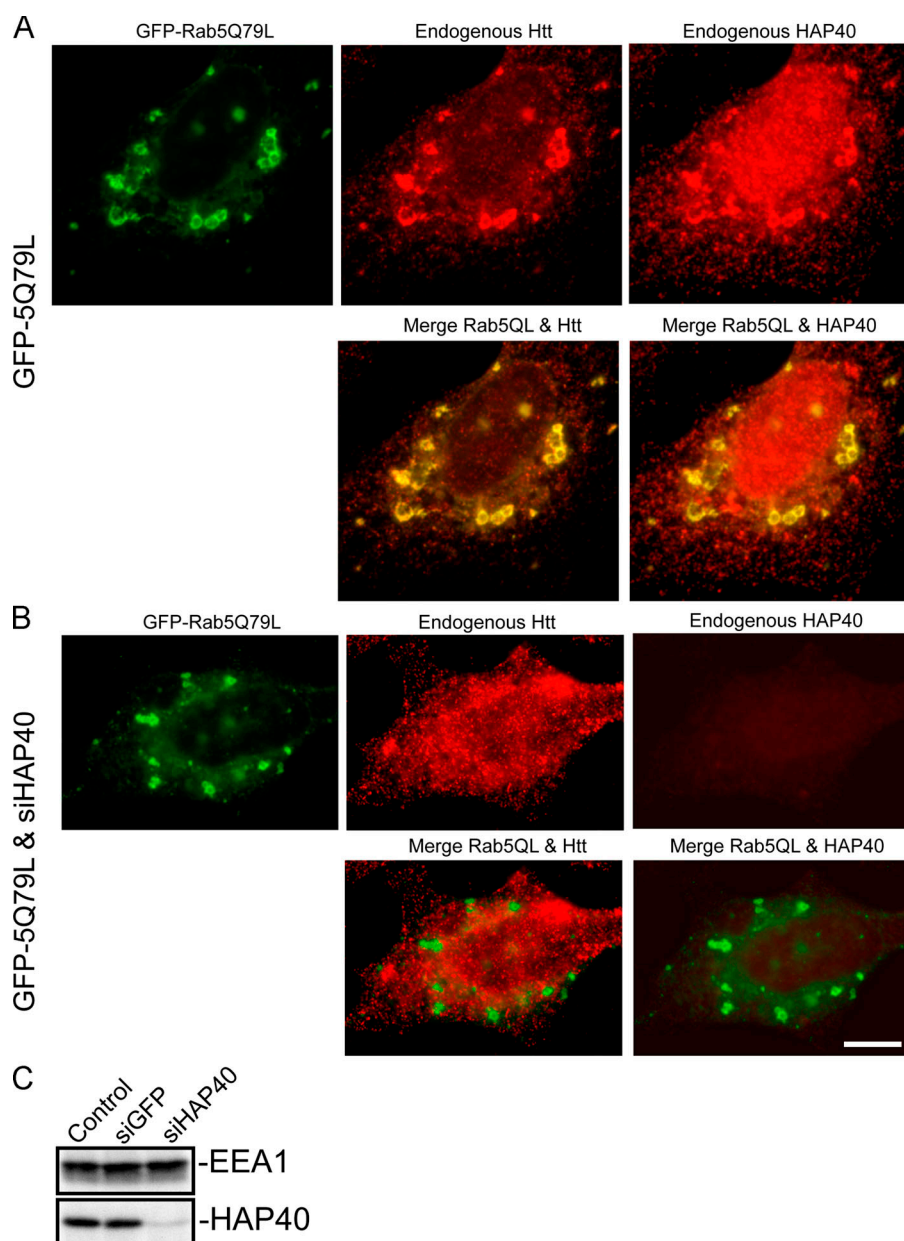 A
GFP-Rab5Q79L
Endogenous Htt
Endogenous HAP40
GFP-5Q79L
Merge Rab5QL & Htt
Merge Rab5QL & HAP40
B
GFP-Rab5Q79L
Endogenous Htt
Endogenous HAP40
GFP-5Q79L & siHAP40
Merge Rab5QL & Htt
Merge Rab5QL & HAP40
C
Control
siGFP
siHAP40
-EEA1
-HAP40